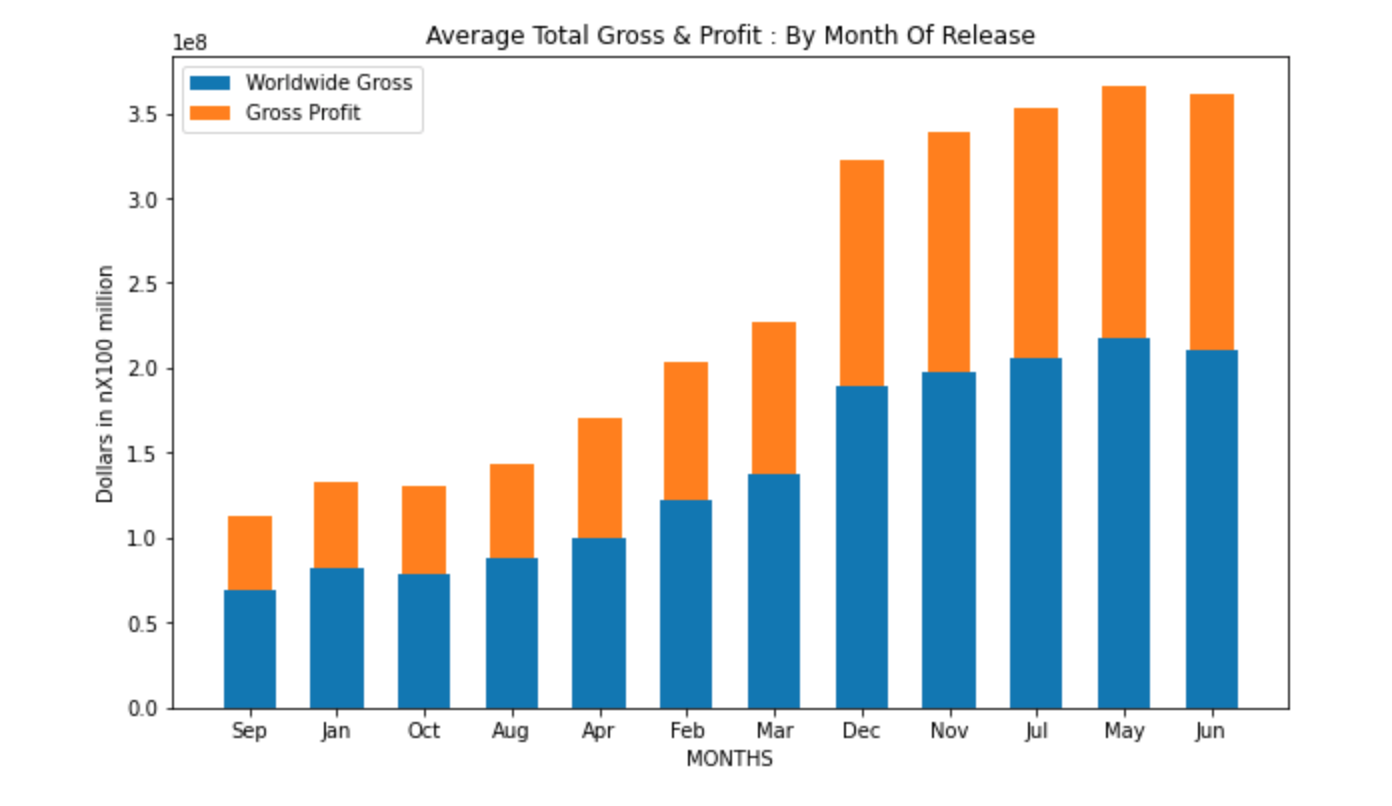 Average Total Gross & Profit : By Month Of Release
1e8
Worldwide Gross
Gross Profit
3.5
3.0
2.5
2.0
1.5
1.0
0.5
0.0
Dollars in nX100 million
Sep Jan Oct Aug Apr Feb Mar Dec Nov Jul May Jun
MONTHS